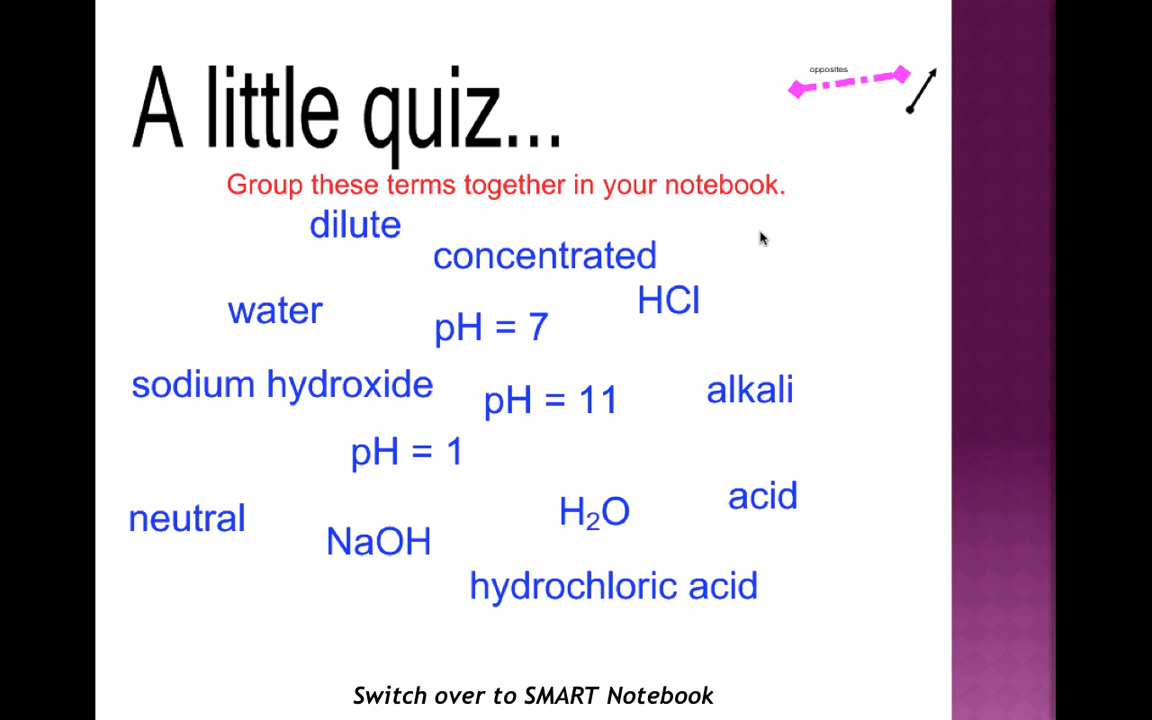 opposites
A little quiz...
Group these terms together in your notebook.
dilute
concentrated
HCl
water
pH = 7
sodium hydroxide
pH = 11
alkali
pH = 1
acid
neutral
H₂O
NaOH
hydrochloric acid
Switch over to SMART Notebook